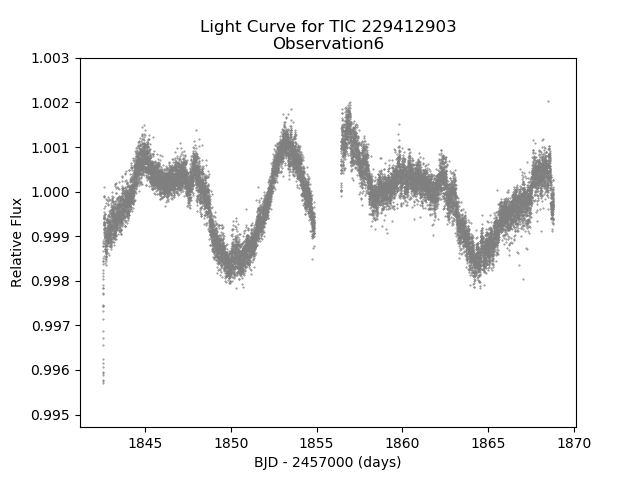 Light Curve for TIC 229412903
Observation6
1.003
1.002
1.001
1.000
0.999
0.998
0.997
0.996
0.995
Relative Flux
1845 1850 1855 1860 1865 1870
BJD - 2457000 (days)